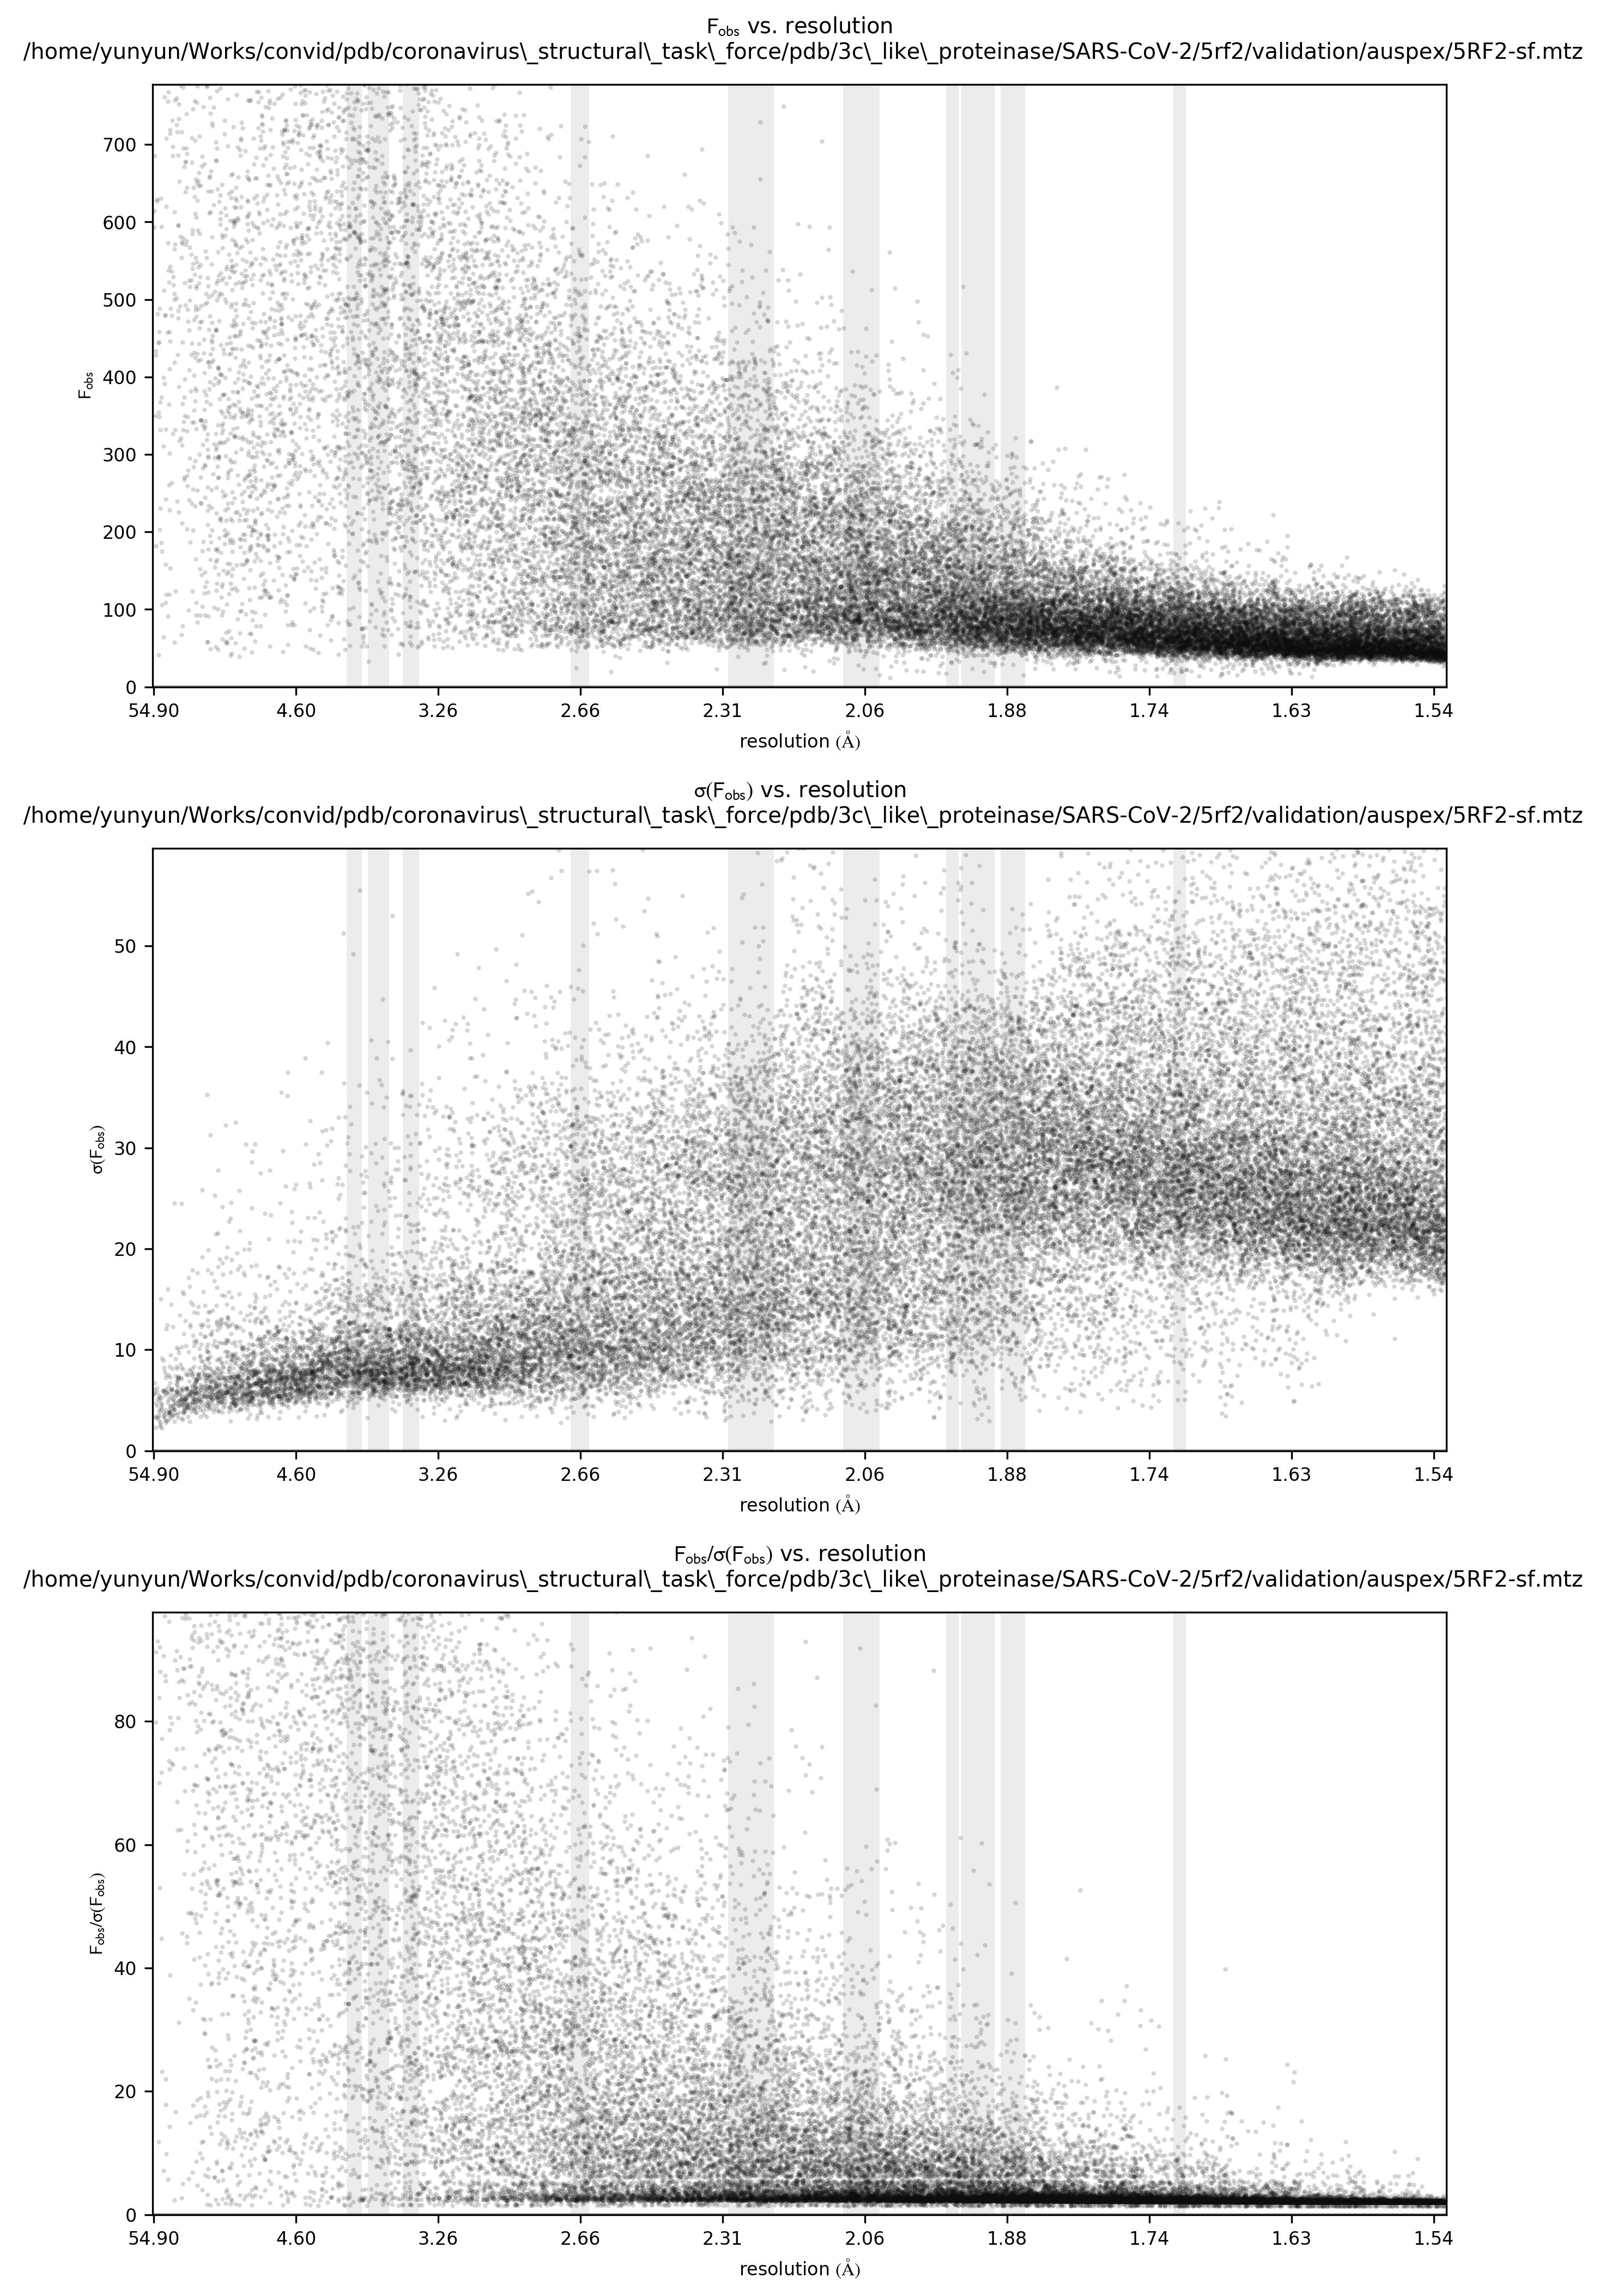 Fobs vs. resolution
/home/yunyun/Works/convid/pdb/coronavirus\_structural\_task\_force/pdb/3c\_like\_proteinase/SARS-CoV-2/5rf2/validation/auspex/5RF2-sf.mtz
700
600
500
400
300
200
100
0
Fobs
54.90 4.60 3.26 2.66 2.31 2.06 1.88 1.74 1.63 1.54
resolution (Å)
σ(Fobs) vs. resolution
/home/yunyun/Works/convid/pdb/coronavirus\_structural\_task\_force/pdb/3c\_like\_proteinase/SARS-CoV-2/5rf2/validation/auspex/5RF2-sf.mtz
50
40
30
20
10
0
σ(Fobs)
54.90 4.60 3.26 2.66 2.31 2.06 1.88 1.74 1.63 1.54
resolution (Å)
Fobs/σ(Fobs) vs. resolution
/home/yunyun/Works/convid/pdb/coronavirus\_structural\_task\_force/pdb/3c\_like\_proteinase/SARS-CoV-2/5rf2/validation/auspex/5RF2-sf.mtz
80
60
40
20
0
Fobs/σ(Fobs)
54.90 4.60 3.26 2.66 2.31 2.06 1.88 1.74 1.63 1.54
resolution (Å)